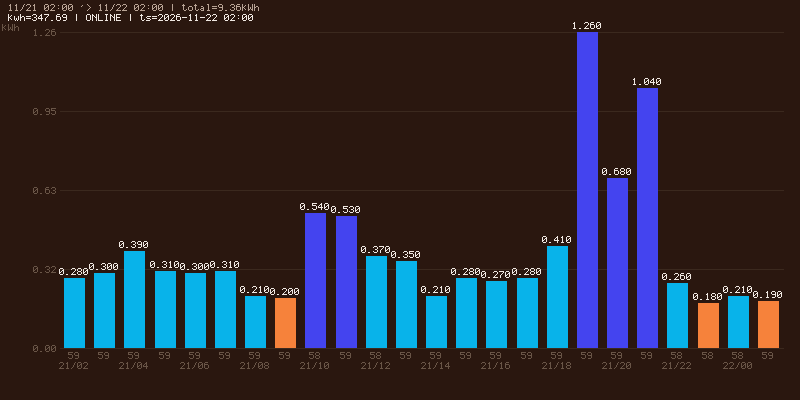 11/21 02:00 -> 11/22 02:00 | total=9.36kWh
Kwh=347.69 | ONLINE | ts=2026-11-22 02:00
kWh
1.26
0.95
0.63
0.32
0.00
0.280 0.300 0.390 0.310 0.300 0.310 0.210 0.200 0.540 0.530 0.370 0.350 0.210 0.280 0.270 0.280 0.410 1.260 0.680 1.040 0.260 0.180 0.210 0.190
59 59 59 59 59 59 59 59 58 59 58 59 59 59 59 59 59 59 59 59 58 58 58 59
21/02 21/04 21/06 21/08 21/10 21/12 21/14 21/16 21/18 21/20 21/22 22/00